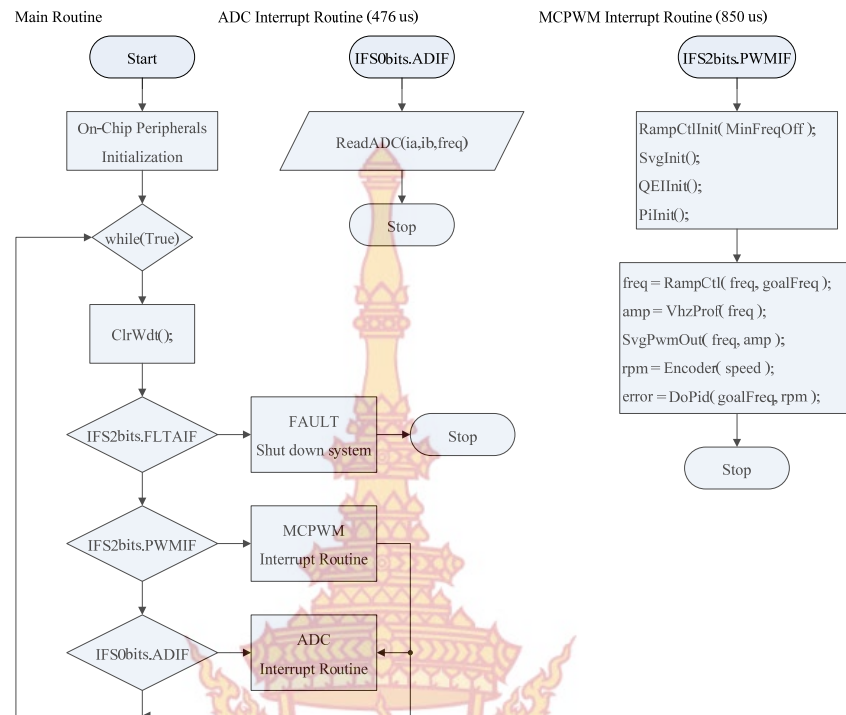 Main Routine
ADC Interrupt Routine (476 us)
MCPWM Interrupt Routine (850 us)
Start
On-Chip Peripherals
Initialization
while(True)
ClrWdt();
IFS2bits.FLTAIF
FAULT
Shut down system
Stop
IFS2bits.PWMIF
MCPWM
Interrupt Routine
IFS0bits.ADIF
ADC
Interrupt Routine
IFS0bits.ADIF
ReadADC(ia,ib,freq)
Stop
IFS2bits.PWMIF
RampCtlInit( MinFreqOff );
SvgInit();
QEIInit();
PiInit();
freq = RampCtl( freq, goalFreq );
amp = VhzProf( freq );
SvgPwmOut( freq, amp );
rpm = Encoder( speed );
error = DoPid( goalFreq, rpm );
Stop